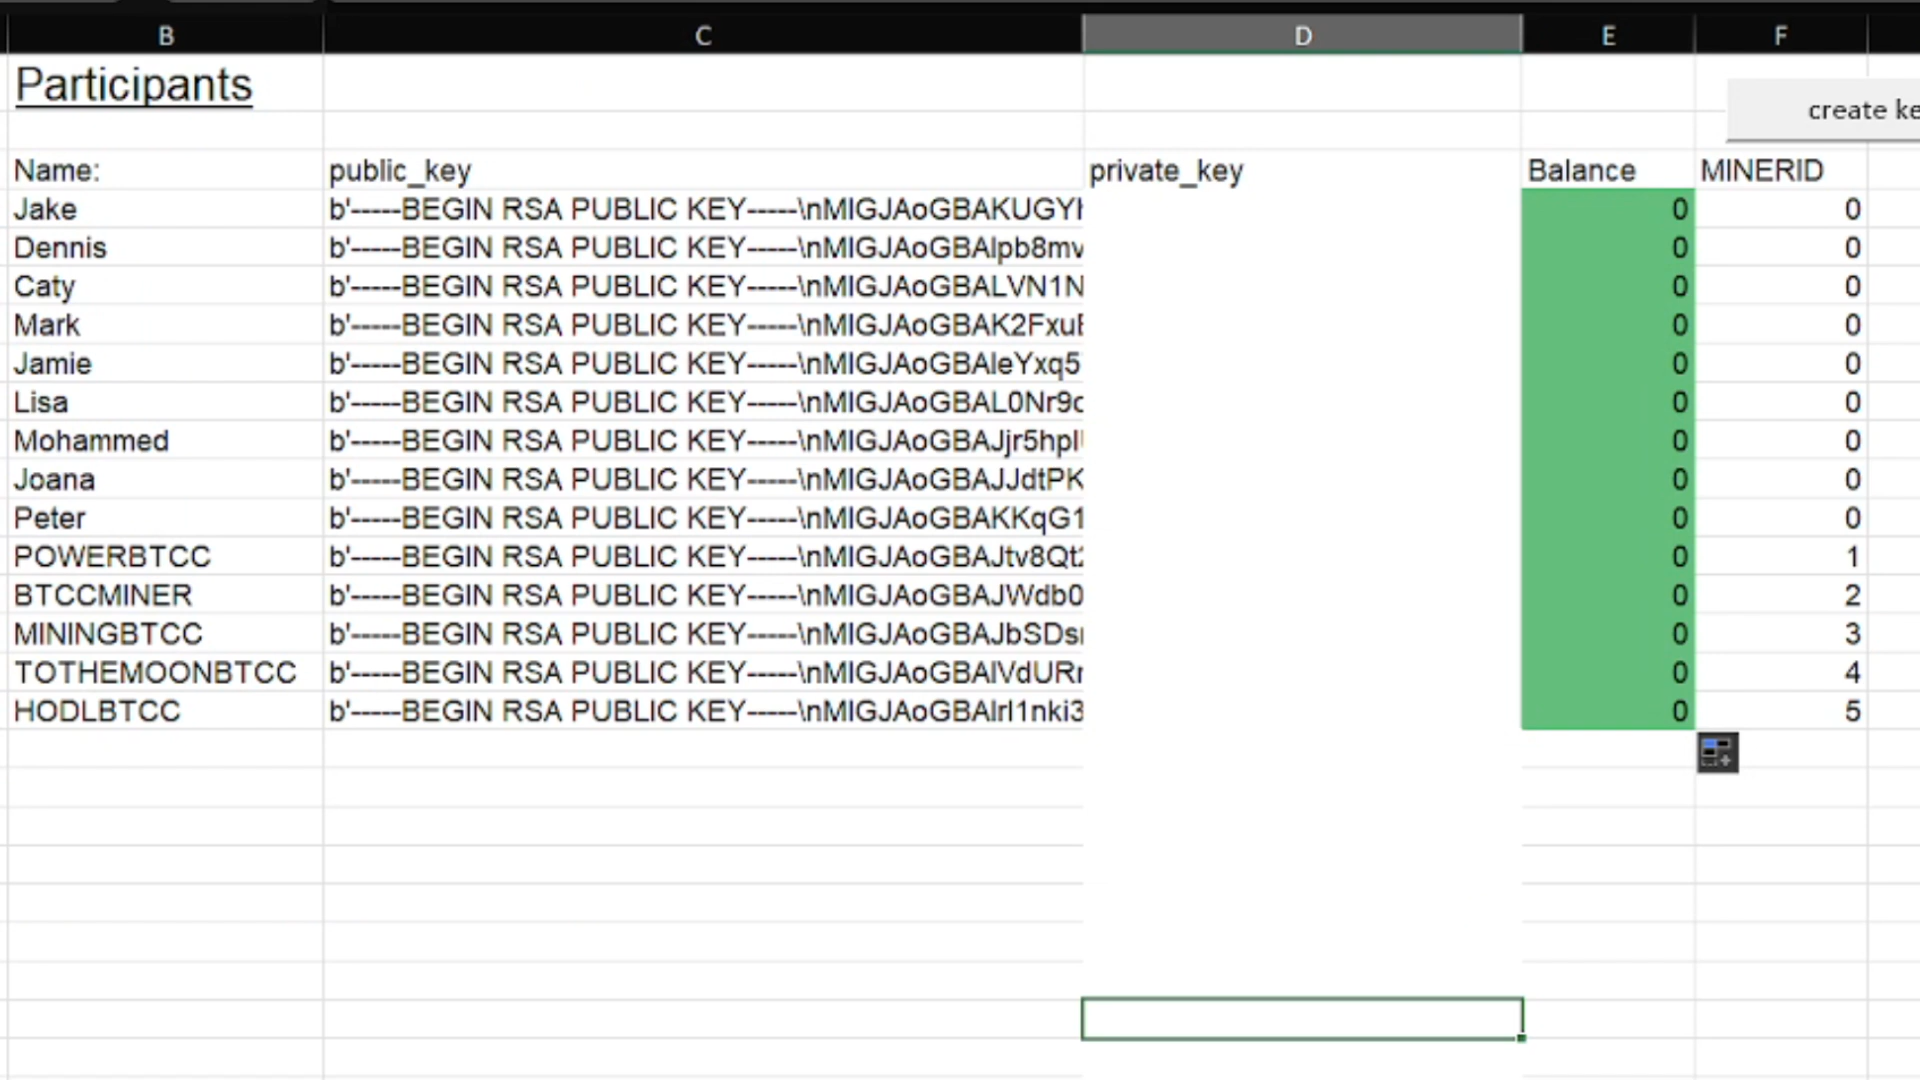 B C D E F
Participants
create ke
Name: public_key private_key Balance MINERID
Jake b'-----BEGIN RSA PUBLIC KEY-----\nMIGJAoGBAKUGY 0 0
Dennis b'-----BEGIN RSA PUBLIC KEY-----\nMIGJAoGBAIpb8mv 0 0
Caty b'-----BEGIN RSA PUBLIC KEY-----\nMIGJAoGBALVN1N 0 0
Mark b'-----BEGIN RSA PUBLIC KEY-----\nMIGJAoGBAK2Fxu 0 0
Jamie b'-----BEGIN RSA PUBLIC KEY-----\nMIGJAoGBAIeYxq5 0 0
Lisa b'-----BEGIN RSA PUBLIC KEY-----\nMIGJAoGBAL0Nr9 0 0
Mohammed b'-----BEGIN RSA PUBLIC KEY-----\nMIGJAoGBAJjr5hpl 0 0
Joana b'-----BEGIN RSA PUBLIC KEY-----\nMIGJAoGBAJJdtPK 0 0
Peter b'-----BEGIN RSA PUBLIC KEY-----\nMIGJAoGBAKKqG1 0 0
POWERBTCC b'-----BEGIN RSA PUBLIC KEY-----\nMIGJAoGBAJtv8Qt 0 1
BTCCMINER b'-----BEGIN RSA PUBLIC KEY-----\nMIGJAoGBAJWdb0 0 2
MININGBTCC b'-----BEGIN RSA PUBLIC KEY-----\nMIGJAoGBAJbSDs 0 3
TOTHEMOONBTCC b'-----BEGIN RSA PUBLIC KEY-----\nMIGJAoGBAIVdUR 0 4
HODLBTCC b'-----BEGIN RSA PUBLIC KEY-----\nMIGJAoGBAIrI1nki3 0 5